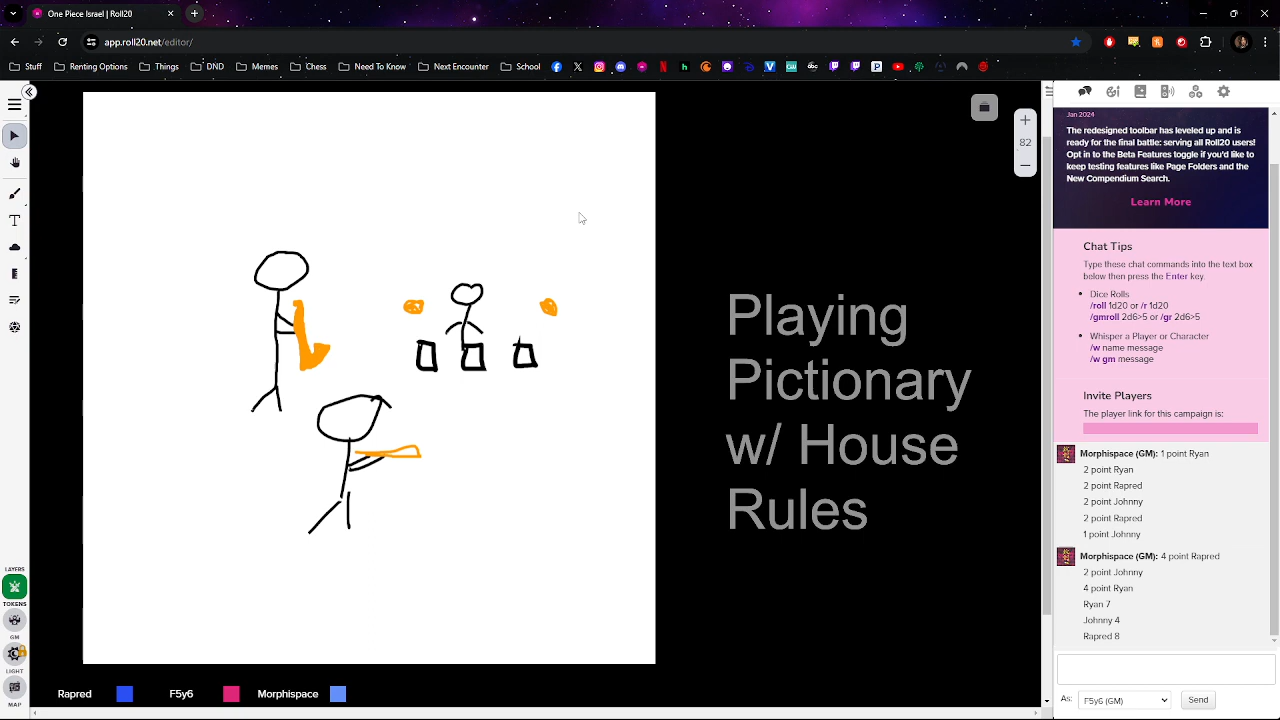 One Piece Israel | Roll20
app.roll20.net/editor/
Stuff
Renting Options
Things
DND
Memes
Chess
Need To Know
Next Encounter
School
82
Jan 2024
The redesigned toolbar has leveled up and is
ready for the final battle: serving all Roll20 users!
Opt in to the Beta Features toggle if you'd like to
keep testing features like Page Folders and the
New Compendium Search.
Learn More
Chat Tips
Type these chat commands into the text box
below then press the Enter key.
Dice Rolls
/roll 1d20 or /r 1d20
/gmroll 2d6>5 or /gr 2d6>5
Whisper a Player or Character
/w name message
/w gm message
Invite Players
The player link for this campaign is:
Morphispace (GM): 1 point Ryan
2 point Ryan
2 point Rapred
2 point Johnny
2 point Rapred
1 point Johnny
Morphispace (GM): 4 point Rapred
2 point Johnny
4 point Ryan
Ryan 7
Johnny 4
Rapred 8
As:
F5y6 (GM)
Send
Playing
Pictionary
w/ House
Rules
LAYERS
TOKENS
GM
LIGHT
MAP
Rapred
F5y6
Morphispace